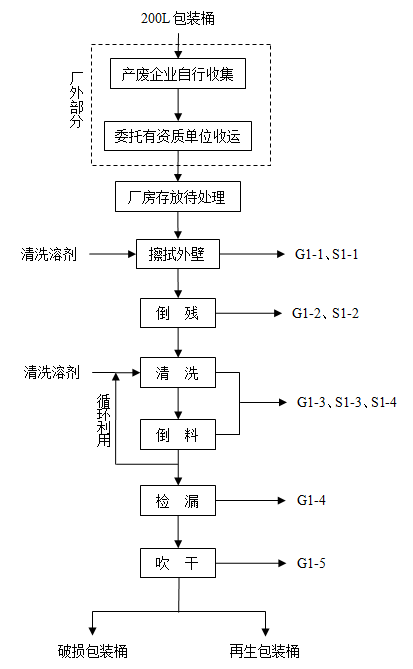 200L 包装桶
厂外部分
产废企业自行收集
委托有资质单位收运
厂房存放待处理
清洗溶剂
擦拭外壁
G1-1、S1-1
倒 残
G1-2、S1-2
清洗溶剂
清 洗
循环利用
G1-3、S1-3、S1-4
倒 料
检 漏
G1-4
吹 干
G1-5
破损包装桶
再生包装桶